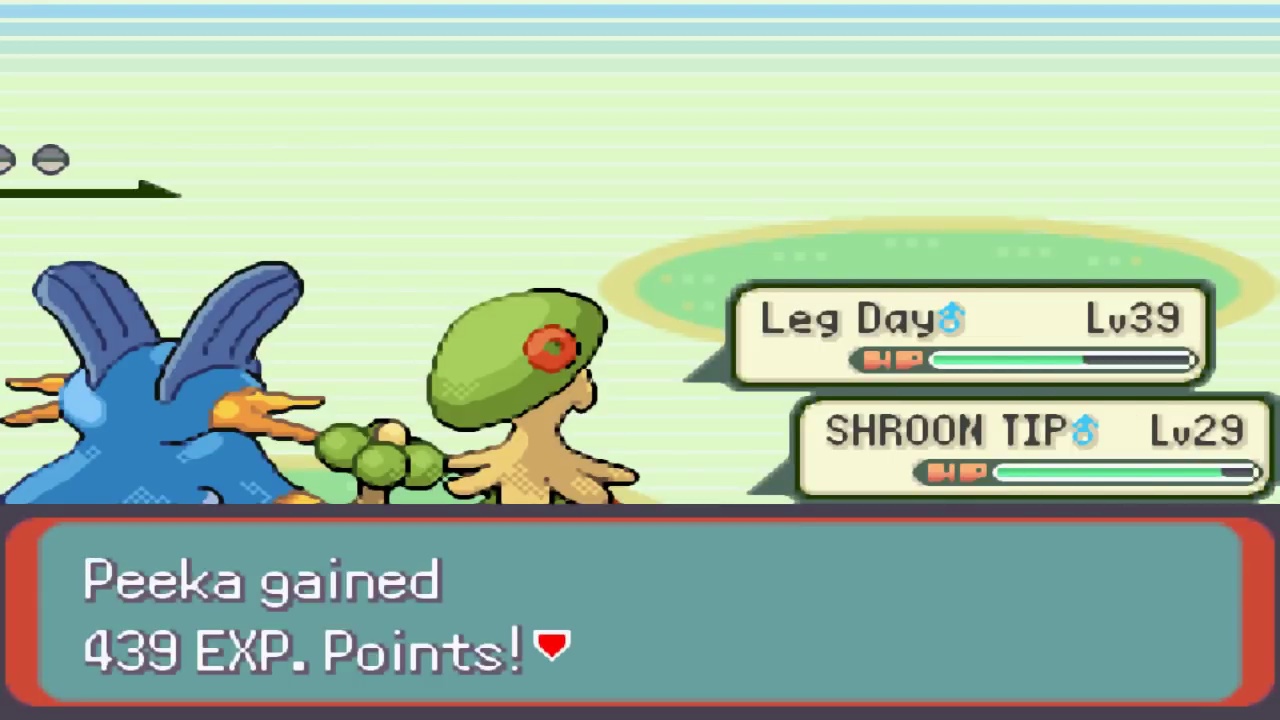 Leg Day♂ Lv39
HP
SHROON TIP♂ Lv29
HP
Peeka gained
439 EXP. Points!